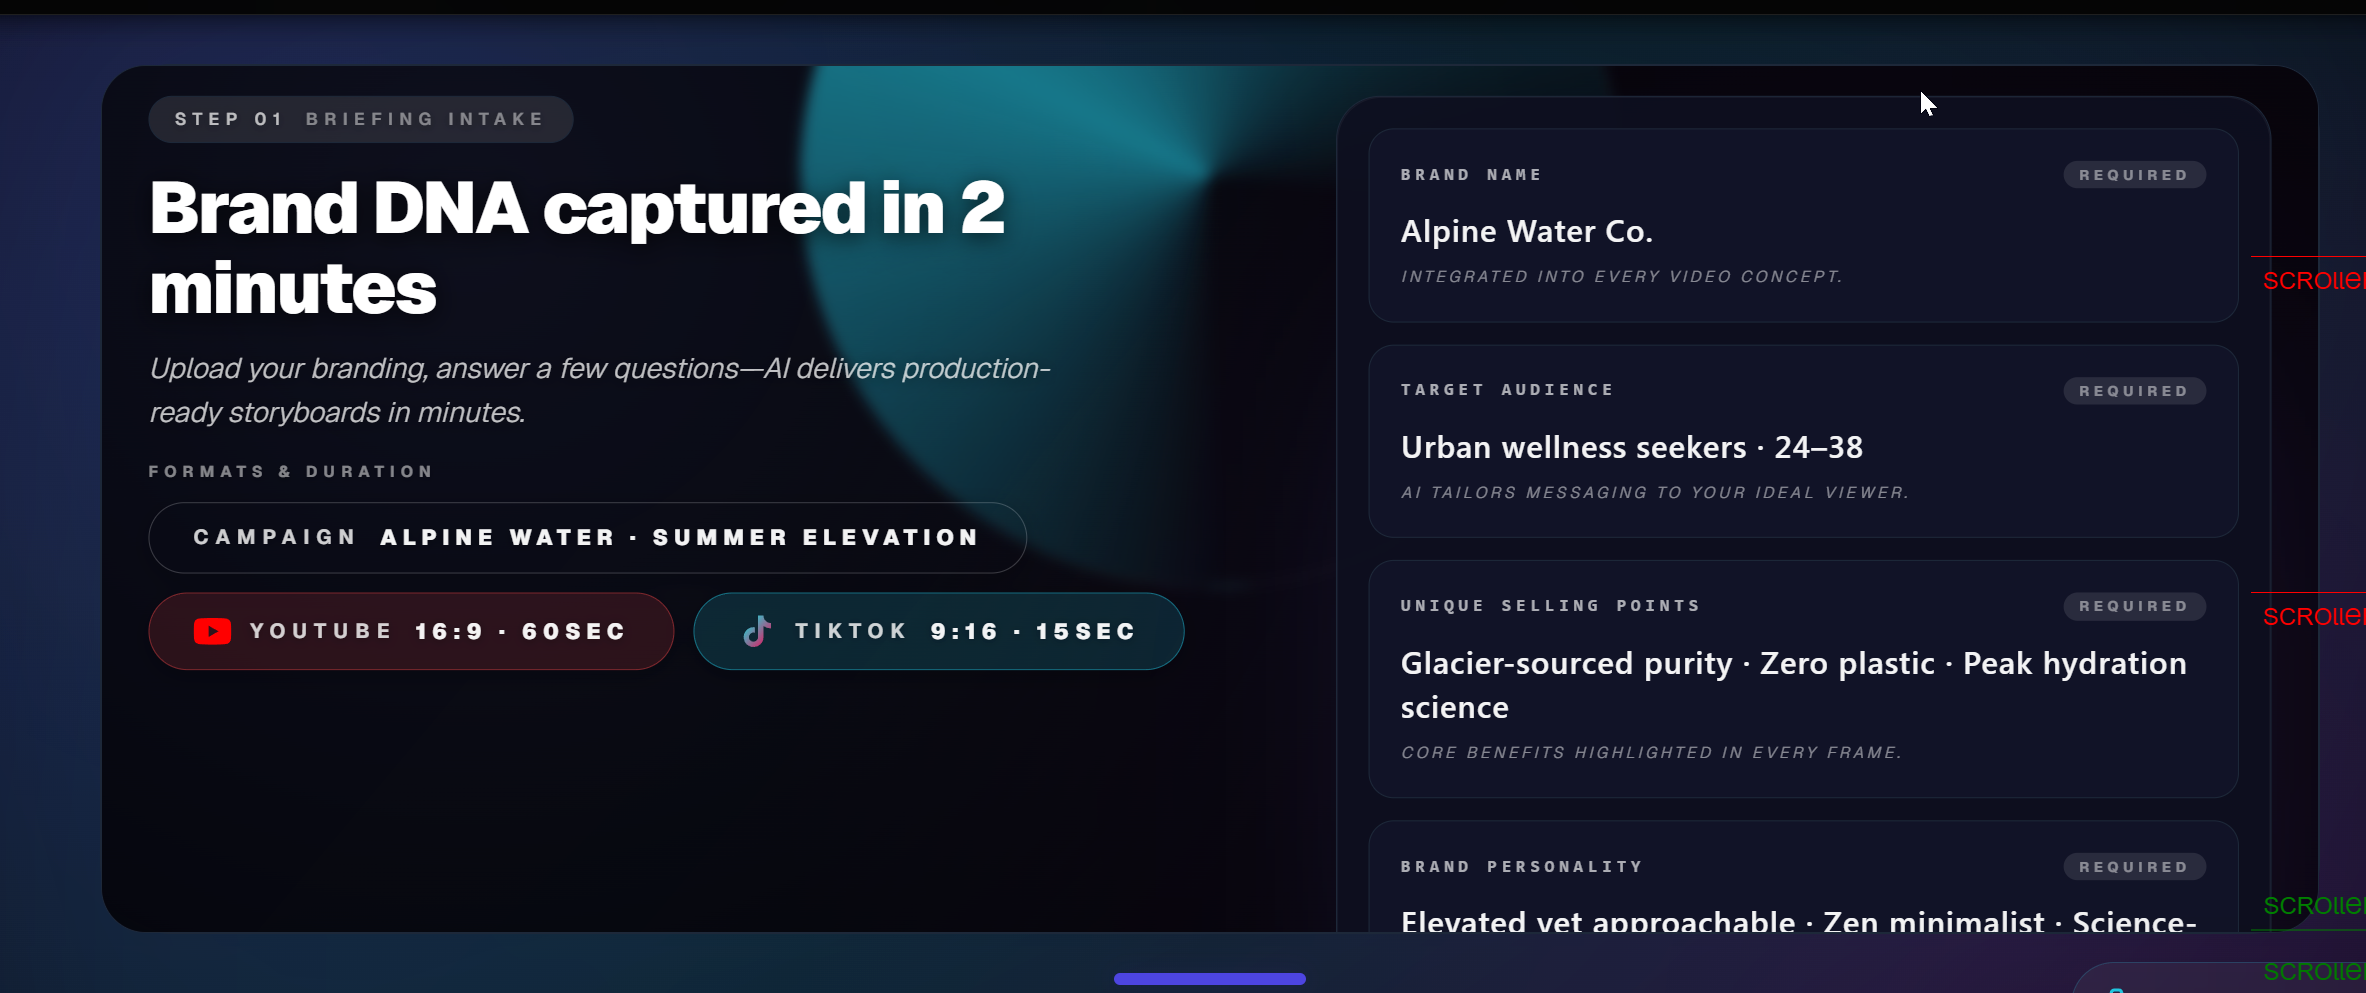 STEP 01 BRIEFING INTAKE
Brand DNA captured in 2
minutes
Upload your branding, answer a few questions—AI delivers production-
ready storyboards in minutes.
FORMATS & DURATION
CAMPAIGN ALPINE WATER · SUMMER ELEVATION
YOUTUBE 16:9 · 60SEC
TIKTOK 9:16 · 15SEC
BRAND NAME
REQUIRED
Alpine Water Co.
INTEGRATED INTO EVERY VIDEO CONCEPT.
TARGET AUDIENCE
REQUIRED
Urban wellness seekers · 24–38
AI TAILORS MESSAGING TO YOUR IDEAL VIEWER.
UNIQUE SELLING POINTS
REQUIRED
Glacier-sourced purity · Zero plastic · Peak hydration
science
CORE BENEFITS HIGHLIGHTED IN EVERY FRAME.
BRAND PERSONALITY
REQUIRED
Elevated yet approachable · Zen minimalist · Science-